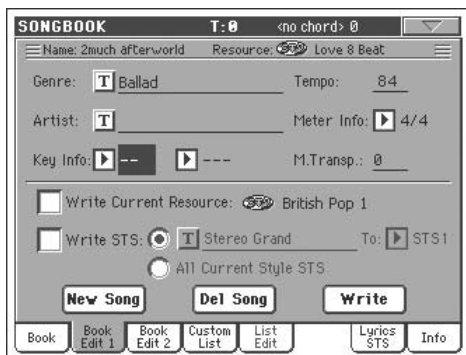 SONGBOOK T:0 <no chord> 0
Name: 2much afterworld Resource: STY Love 8 Beat
Genre: T Ballad Tempo: 84
Artist: T Meter Info: 4/4
Key Info: -- --- M.Transp.: 0
Write Current Resource: STY British Pop 1
Write STS: T Stereo Grand To: STS1
All Current Style STS
New Song Del Song Write
Book Book Edit 1 Book Edit 2 Custom List List Edit Lyrics STS Info